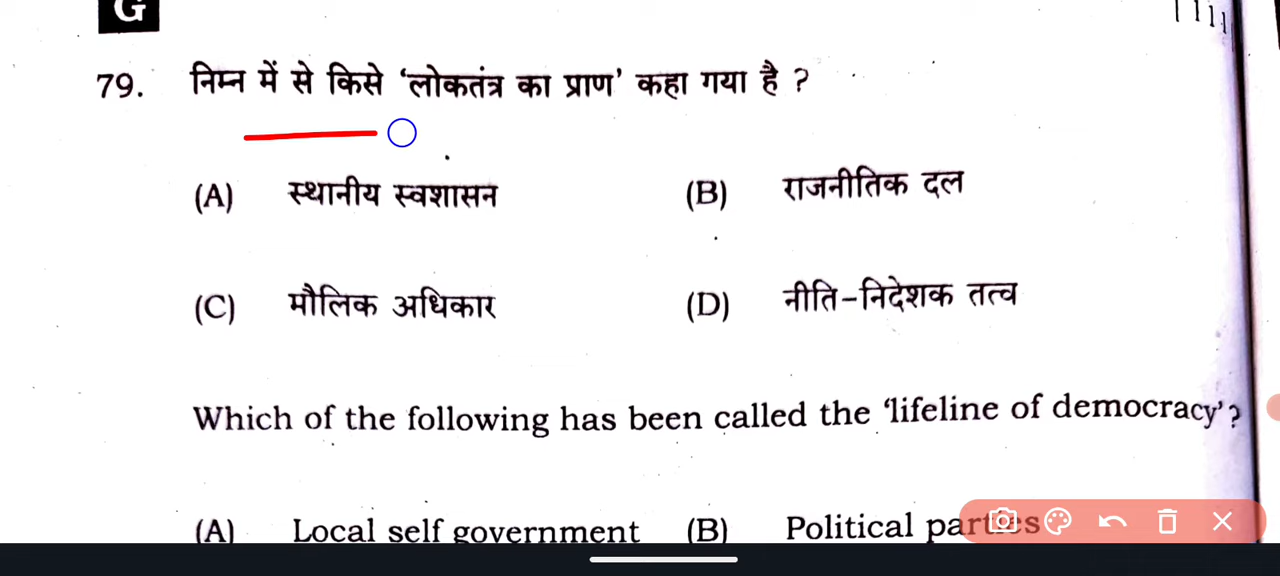 G
79. निम्न में से किसे ‘लोकतंत्र का प्राण’ कहा गया है ?
(A) स्थानीय स्वशासन (B) राजनीतिक दल
(C) मौलिक अधिकार (D) नीति-निदेशक तत्व
Which of the following has been called the ‘lifeline of democracy’?
(A) Local self government (B) Political parties